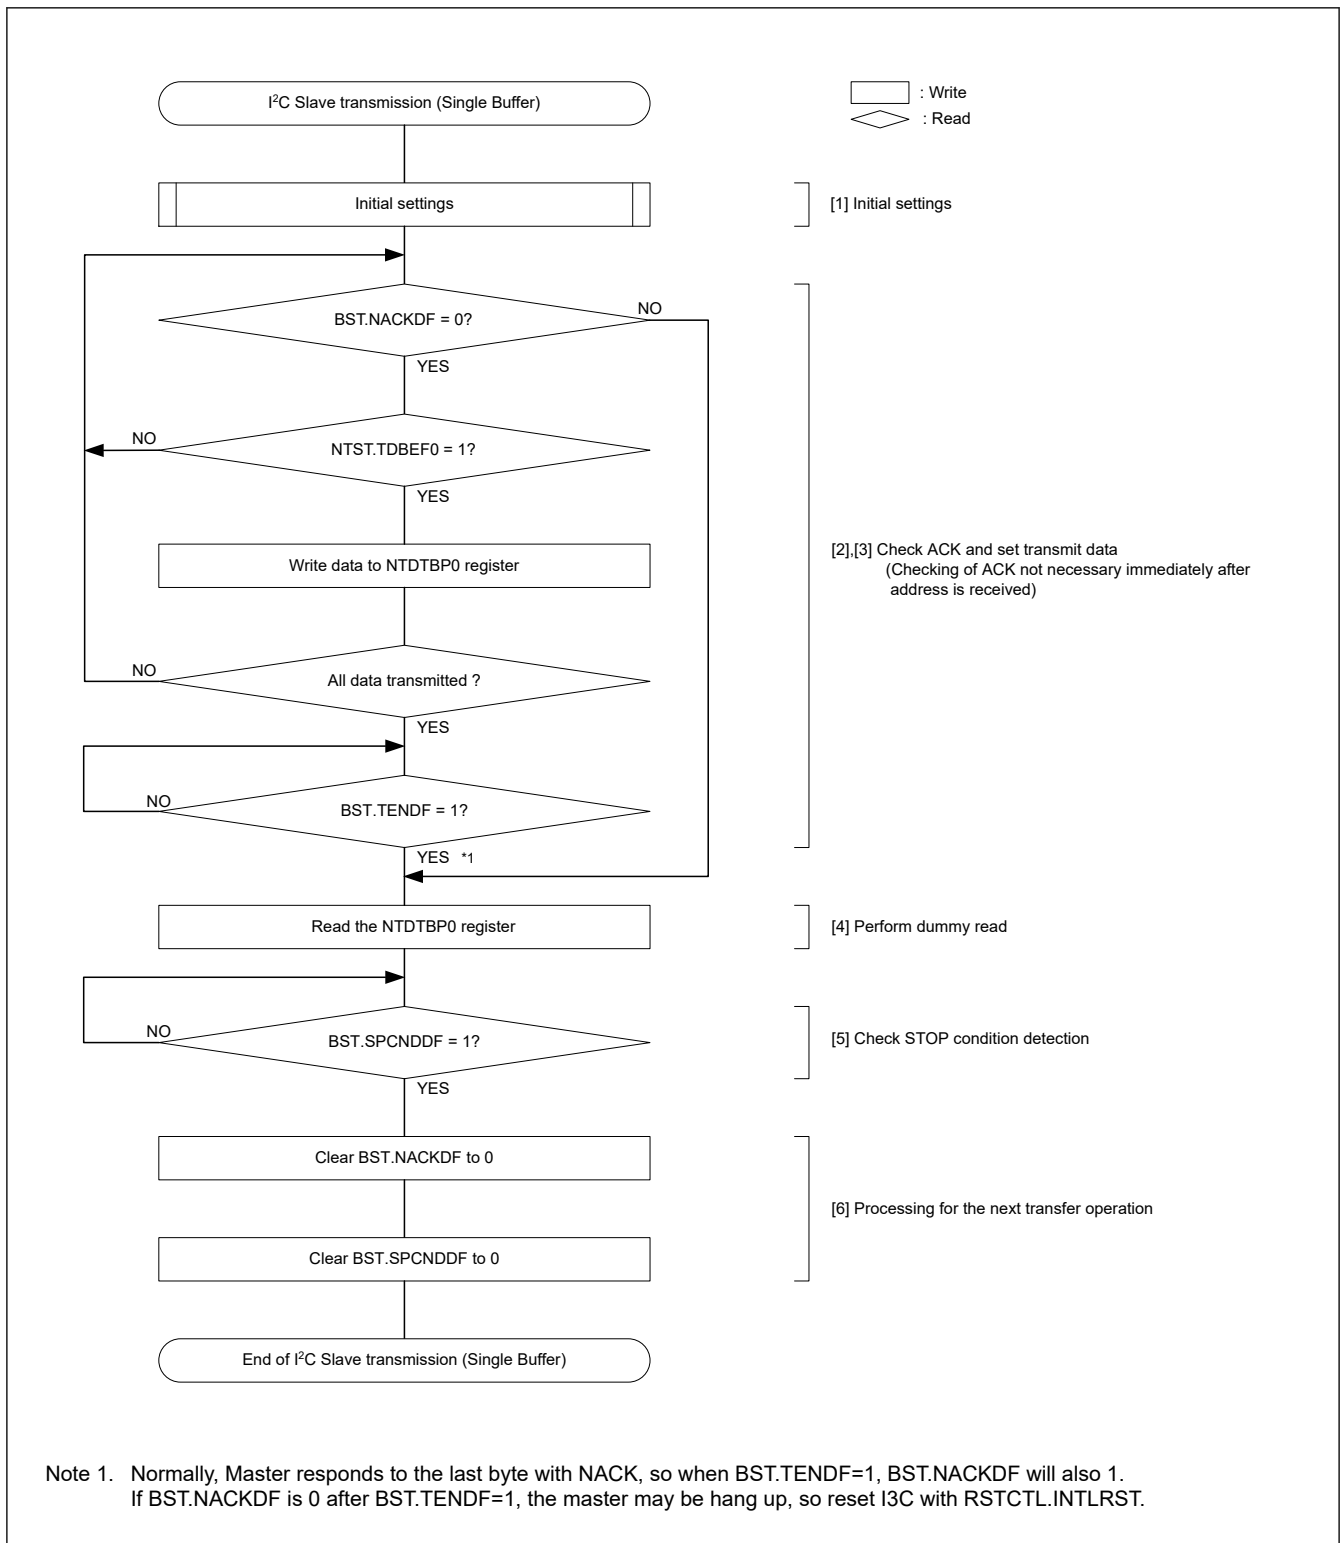 I²C Slave transmission (Single Buffer)
: Write
: Read
Initial settings
[1] Initial settings
BST.NACKDF = 0?
NO
YES
NTST.TDBEF0 = 1?
NO
YES
Write data to NTDTBP0 register
[2],[3] Check ACK and set transmit data
(Checking of ACK not necessary immediately after
address is received)
All data transmitted ?
NO
YES
BST.TENDF = 1?
NO
YES *1
Read the NTDTBP0 register
[4] Perform dummy read
BST.SPCNDDF = 1?
NO
YES
[5] Check STOP condition detection
Clear BST.NACKDF to 0
[6] Processing for the next transfer operation
Clear BST.SPCNDDF to 0
End of I²C Slave transmission (Single Buffer)
Note 1. Normally, Master responds to the last byte with NACK, so when BST.TENDF=1, BST.NACKDF will also 1.
If BST.NACKDF is 0 after BST.TENDF=1, the master may be hang up, so reset I3C with RSTCTL.INTLRST.